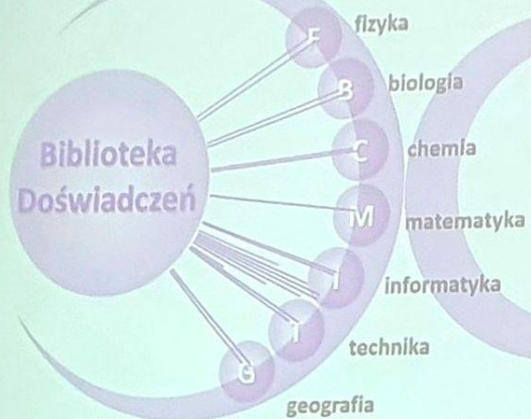 Biblioteka
Doświadczeń
F
fizyka
B
biologia
C
chemia
M
matematyka
I
informatyka
T
technika
G
geografia